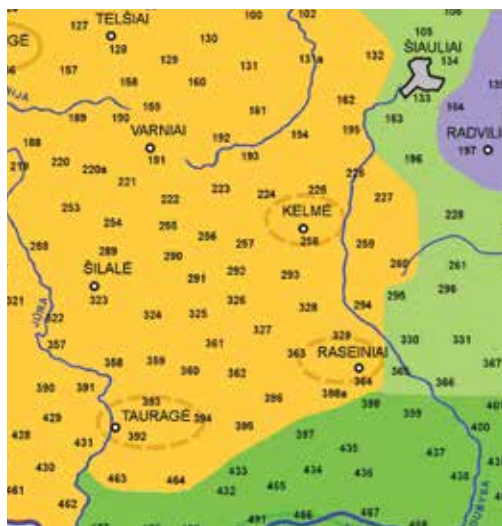 127 TELŠIAI 100 102 106
GĖ 128 130 105 ŠIAULIAI
157 129 131 131a 132 134
158 160 133
159 161 162 164
189 190 163
188 VARNIAI 192 194 195 RADVILI
191 193 197
220 220a 196
221 223 224 225 226 227
253 222 KELMĖ 228
254 255 256 257 258 259
288 289 290 260 261
ŠILALĖ 291 292 293
321 323 326 294 295 296
322 JŪRA 324 325 327 328
357 361 329 330 331
358 359 360 362 363 RASEINIAI 367
364 365 366
390 391 393 396 398a 398 399 401
429 TAURAGĖ 394 395 400
428 431 392 397
430 435 437
463 464 433 434 436 438
461 462 432 465
491 466 467
DUBYSA